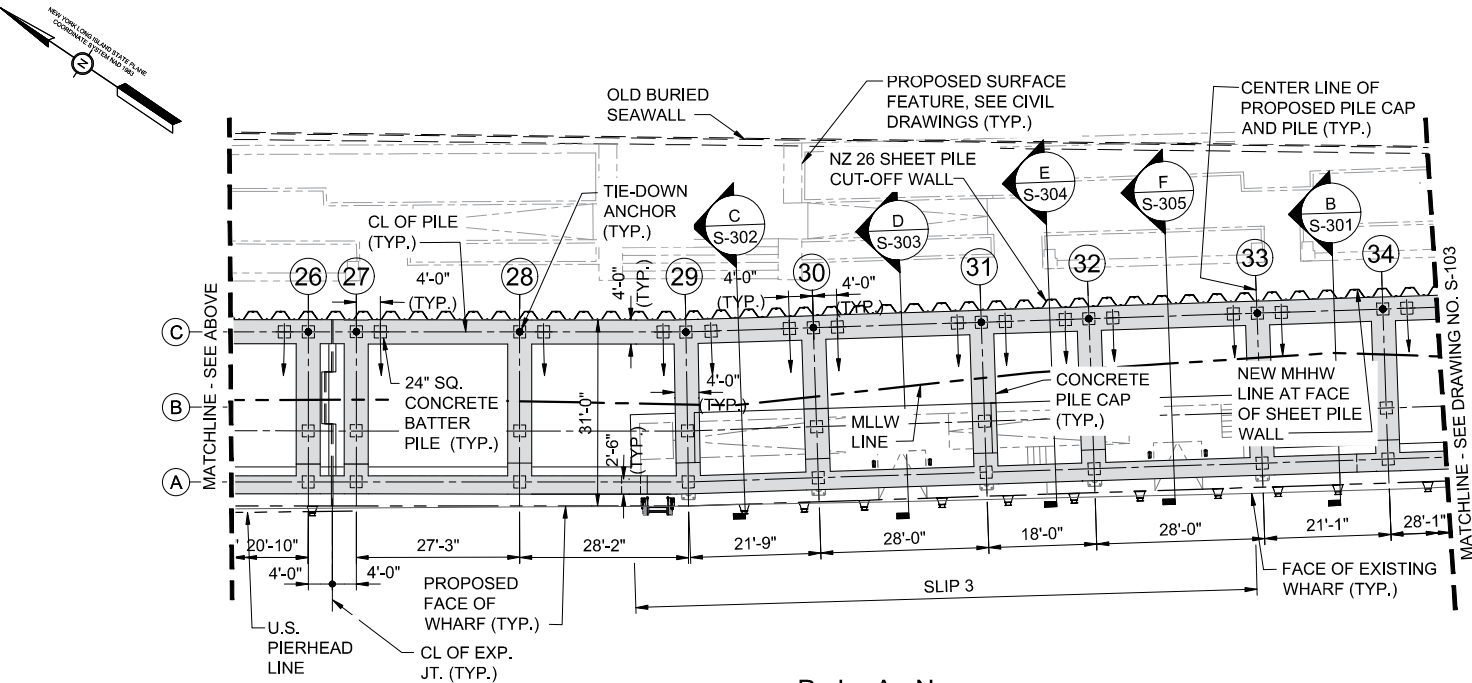 NEW YORK LONG ISLAND STATE PLANE
COORDINATE SYSTEM NAD 1983
Z
OLD BURIED
SEAWALL
PROPOSED SURFACE
FEATURE, SEE CIVIL
DRAWINGS (TYP.)
CENTER LINE OF
PROPOSED PILE CAP
AND PILE (TYP.)
NZ 26 SHEET PILE
CUT-OFF WALL
TIE-DOWN
ANCHOR
(TYP.)
CL OF PILE
(TYP.)
C
S-302
D
S-303
E
S-304
F
S-305
B
S-301
26
27
28
29
30
31
32
33
34
4'-0"
(TYP.)
4'-0"
(TYP.)
4'-0"
(TYP.)
4'-0"
(TYP.)
MATCHLINE - SEE ABOVE
MATCHLINE - SEE DRAWING NO. S-103
C
B
A
24" SQ.
CONCRETE
BATTER
PILE (TYP.)
31'-0"
4'-0"
(TYP.)
2'-6"
(TYP.)
MLLW
LINE
CONCRETE
PILE CAP
(TYP.)
NEW MHHW
LINE AT FACE
OF SHEET PILE
WALL
20'-10"
27'-3"
28'-2"
21'-9"
28'-0"
18'-0"
28'-0"
21'-1"
28'-1"
4'-0"
4'-0"
SLIP 3
U.S.
PIERHEAD
LINE
CL OF EXP.
JT. (TYP.)
PROPOSED
FACE OF
WHARF (TYP.)
FACE OF EXISTING
WHARF (TYP.)